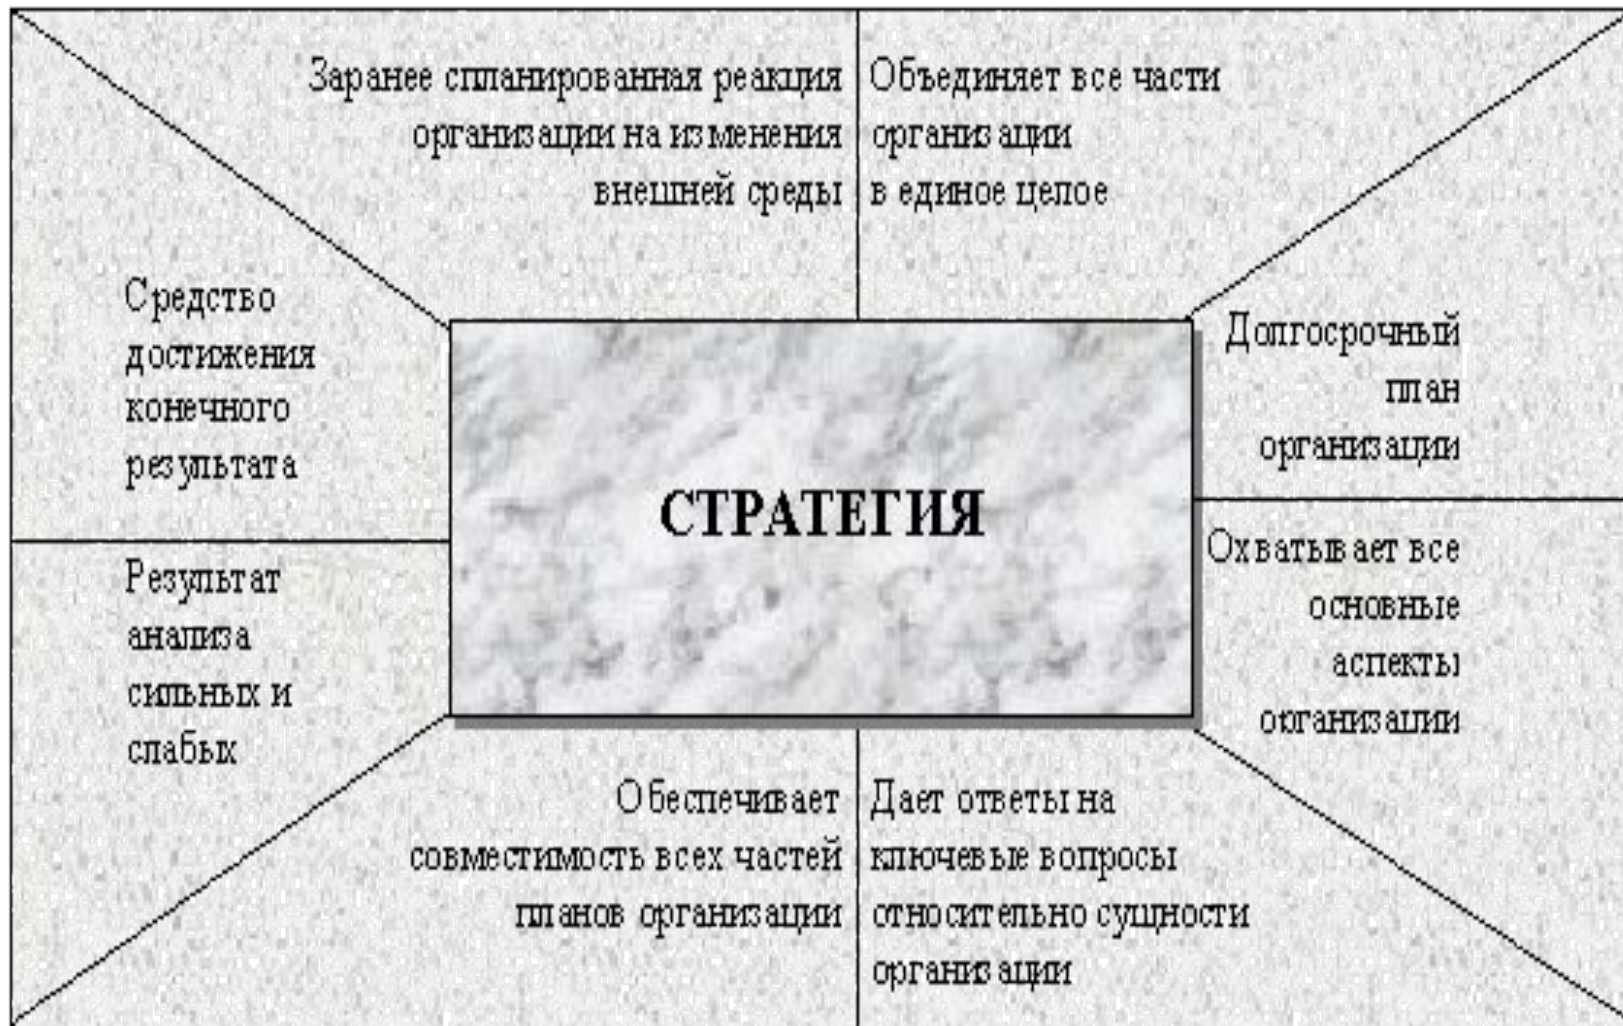 Заранее спланированная реакция
организации на изменения
внешней среды
Объединяет все части
организации
в единое целое
Средство
достижения
конечного
результата
Долгосрочный
план
организации
СТРАТЕГИЯ
Результат
анализа
сильных и
слабых
Охватывает все
основные
аспекты
организации
Обеспечивает
совместимость всех частей
планов организации
Дает ответы на
ключевые вопросы
относительно сущности
организации